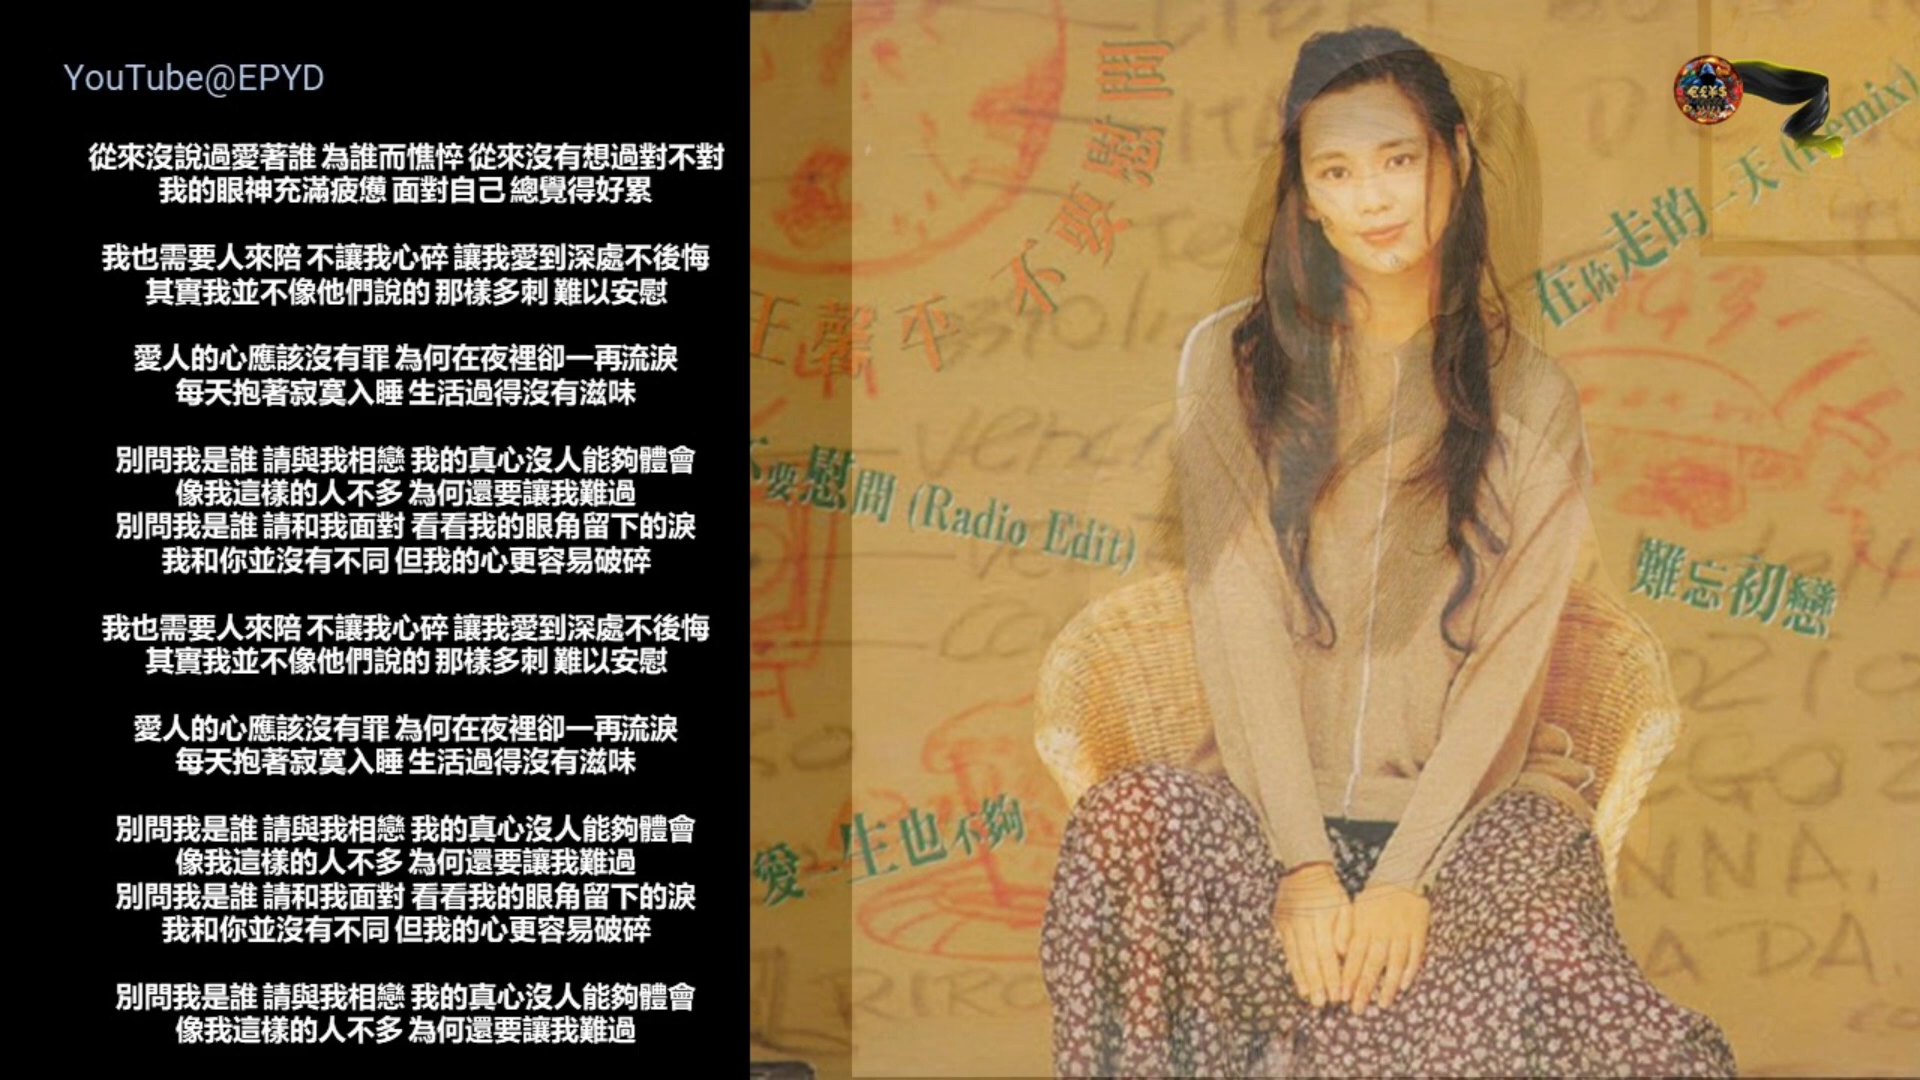 YouTube@EPYD
從來沒說過愛著誰 為誰而憔悴 從來沒有想過對不對
我的眼神充滿疲憊 面對自己 總覺得好累
我也需要人來陪 不讓我心碎 讓我愛到深處不後悔
其實我並不像他們說的 那樣多刺 難以安慰
愛人的心應該沒有罪 為何在夜裡卻一再流淚
每天抱著寂寞入睡 生活過得沒有滋味
別問我是誰 請與我相戀 我的真心沒人能夠體會
像我這樣的人不多 為何還要讓我難過
別問我是誰 請和我面對 看看我的眼角留下的淚
我和你並沒有不同 但我的心更容易破碎
我也需要人來陪 不讓我心碎 讓我愛到深處不後悔
其實我並不像他們說的 那樣多刺 難以安慰
愛人的心應該沒有罪 為何在夜裡卻一再流淚
每天抱著寂寞入睡 生活過得沒有滋味
別問我是誰 請與我相戀 我的真心沒人能夠體會
像我這樣的人不多 為何還要讓我難過
別問我是誰 請和我面對 看看我的眼角留下的淚
我和你並沒有不同 但我的心更容易破碎
別問我是誰 請與我相戀 我的真心沒人能夠體會
像我這樣的人不多 為何還要讓我難過
王馨平 不要慰問
在你走的一天 (Remix)
不要慰問 (Radio Edit)
難忘初戀
愛一生也不夠